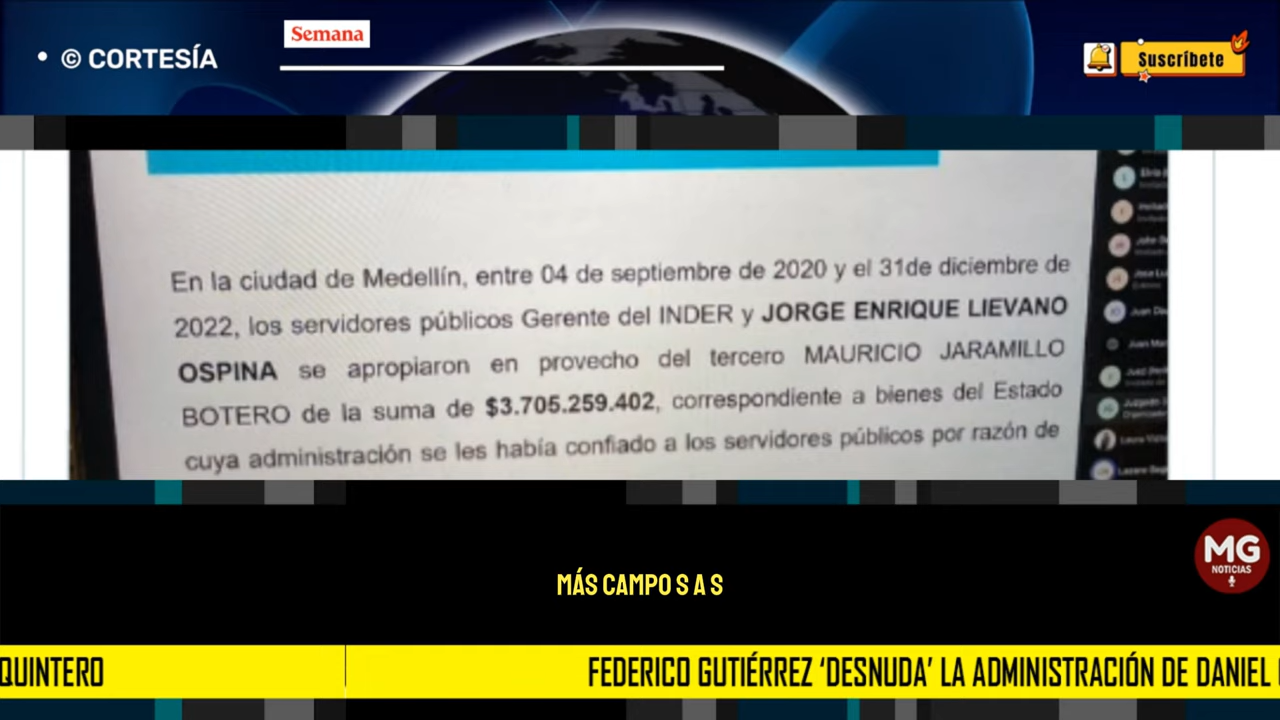 Semana
• © CORTESÍA
Suscríbete
En la ciudad de Medellín, entre 04 de septiembre de 2020 y el 31de diciembre de
2022, los servidores públicos Gerente del INDER y JORGE ENRIQUE LIEVANO
OSPINA se apropiaron en provecho del tercero MAURICIO JARAMILLO
BOTERO de la suma de $3.705.259.402, correspondiente a bienes del Estado
cuya administración se les había confiado a los servidores públicos por razón de
MG
NOTICIAS
MÁS CAMPO S A S
QUINTERO
FEDERICO GUTIÉRREZ ‘DESNUDA’ LA ADMINISTRACIÓN DE DANIEL